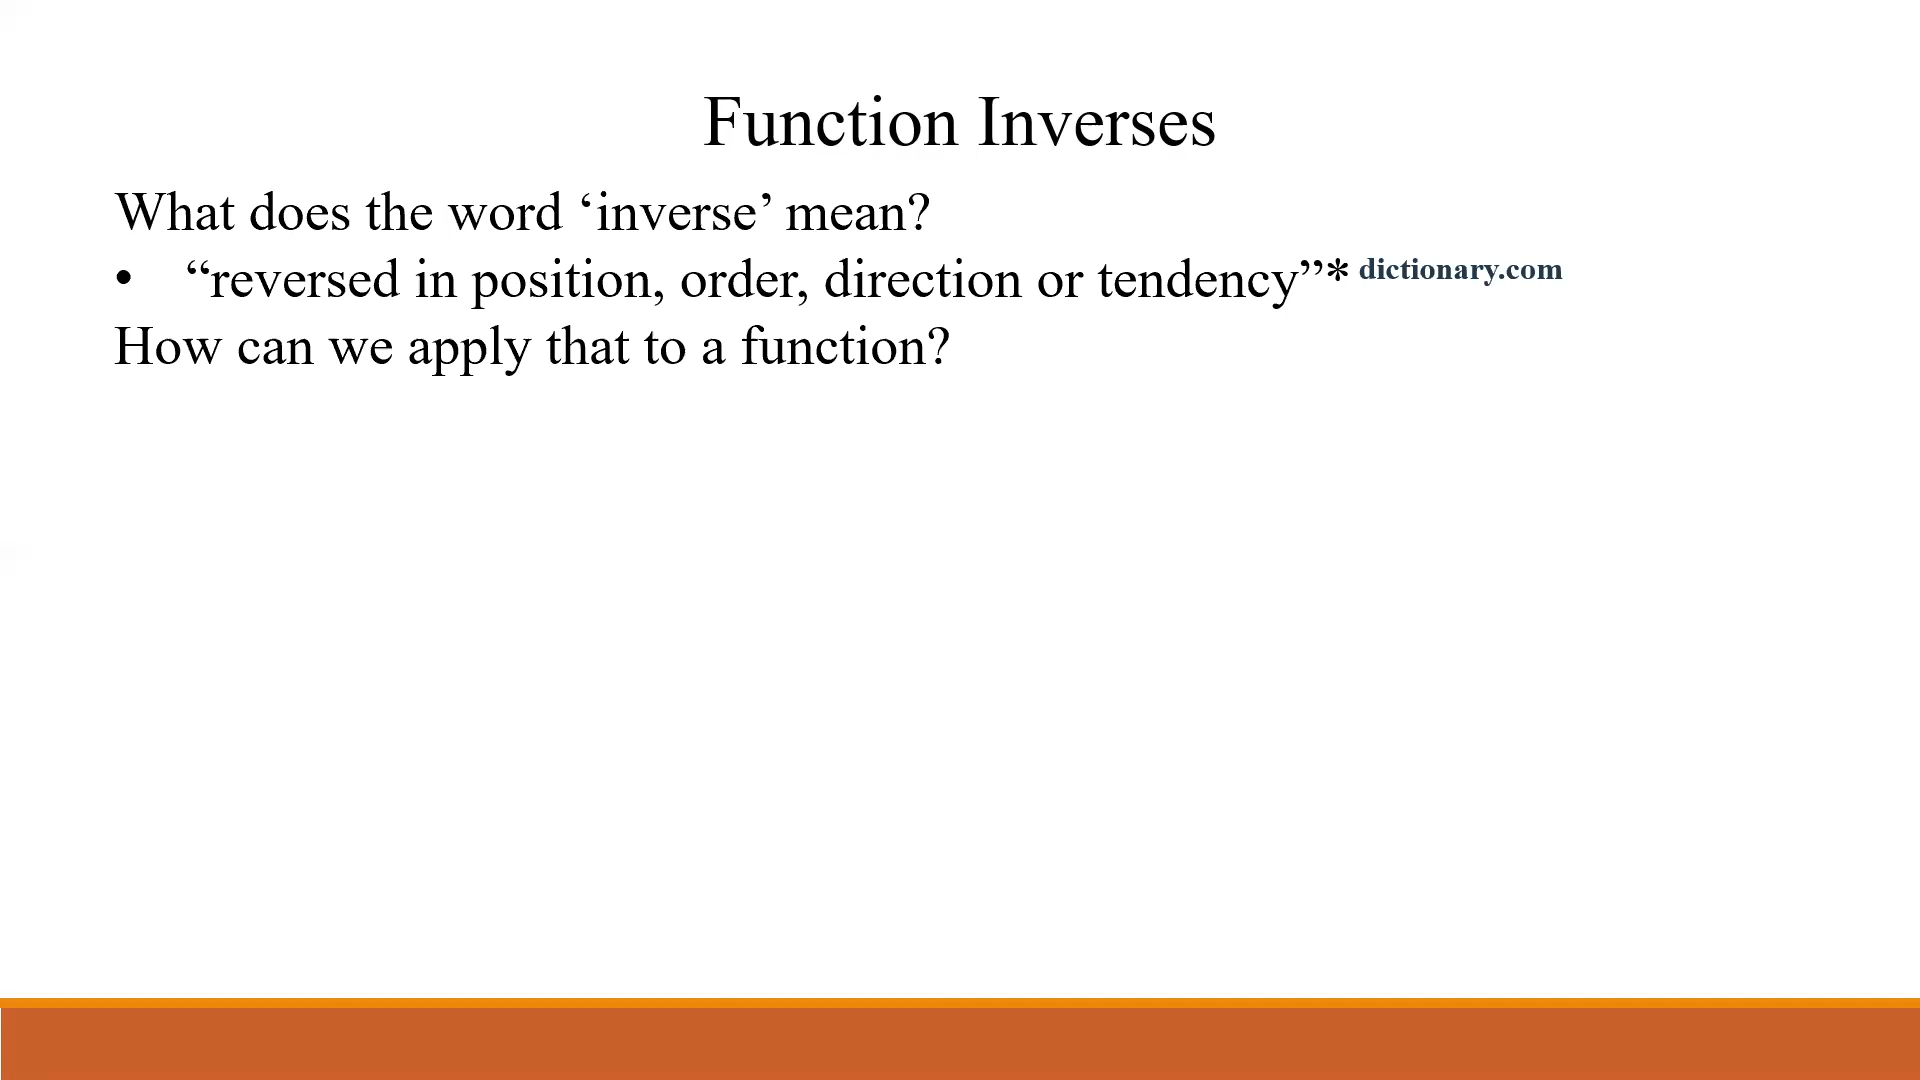 Function Inverses
What does the word ‘inverse’ mean?
• “reversed in position, order, direction or tendency”* dictionary.com
How can we apply that to a function?